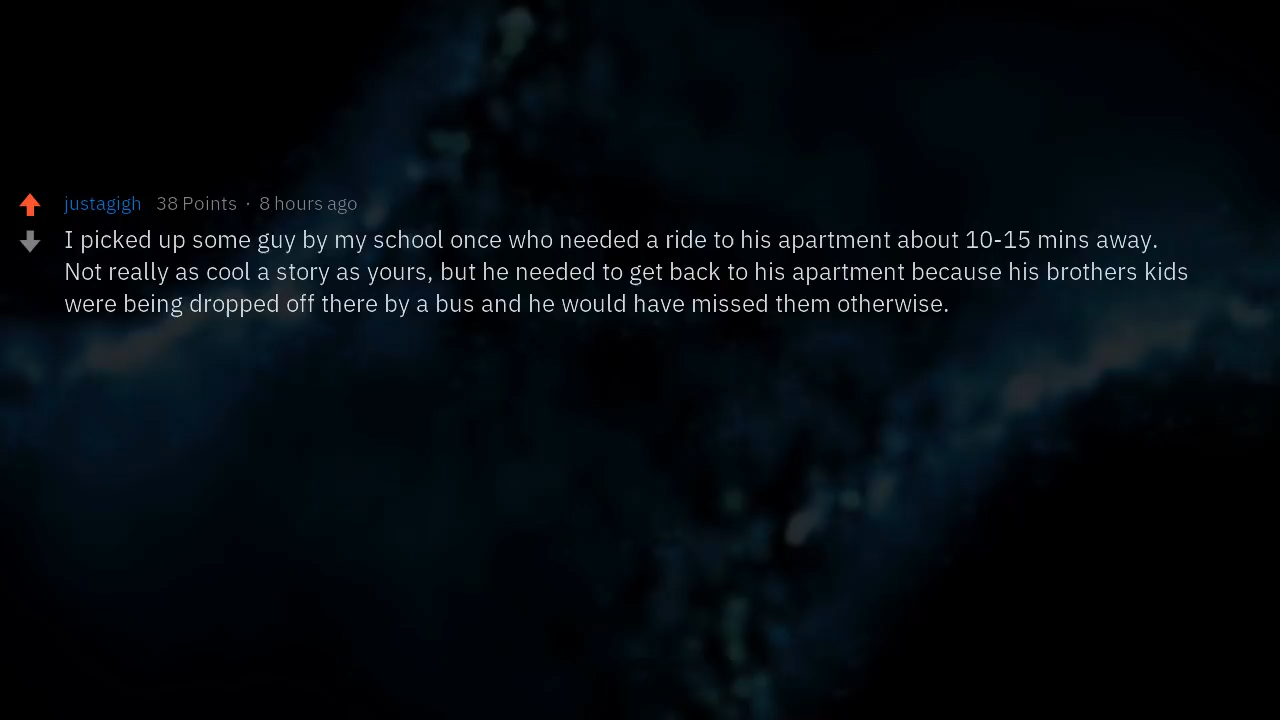 justagigh 38 Points · 8 hours ago
I picked up some guy by my school once who needed a ride to his apartment about 10-15 mins away.
Not really as cool a story as yours, but he needed to get back to his apartment because his brothers kids
were being dropped off there by a bus and he would have missed them otherwise.